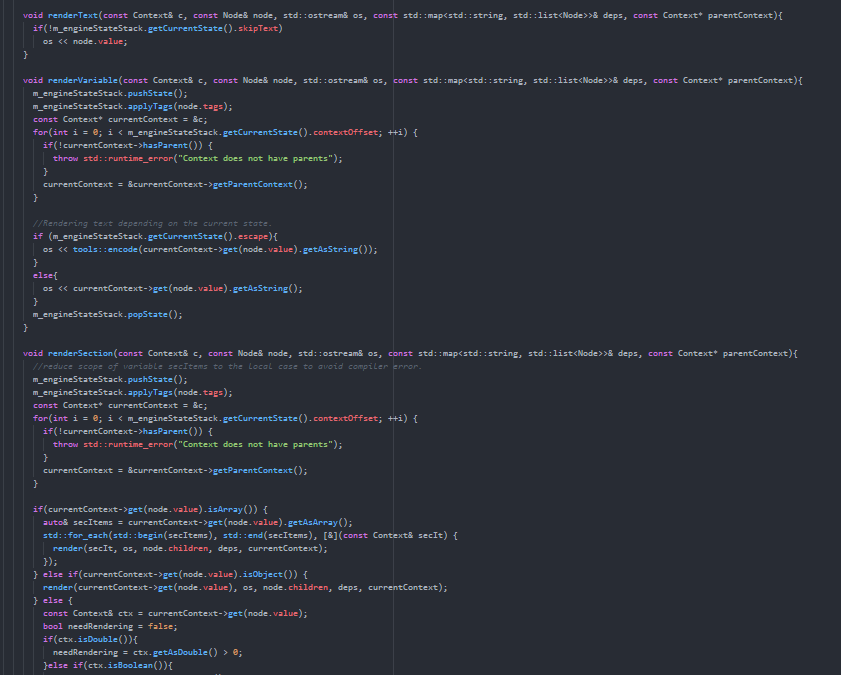 void renderText(const Context& c, const Node& node, std::ostream& os, const std::map<std::string, std::list<Node>>& deps, const Context* parentContext){
if(!m_engineStateStack.getCurrentState().skipText)
os << node.value;
}
void renderVariable(const Context& c, const Node& node, std::ostream& os, const std::map<std::string, std::list<Node>>& deps, const Context* parentContext){
m_engineStateStack.pushState();
m_engineStateStack.applyTags(node.tags);
const Context* currentContext = &c;
for(int i = 0; i < m_engineStateStack.getCurrentState().contextOffset; ++i) {
if(!currentContext->hasParent()) {
throw std::runtime_error("Context does not have parents");
}
currentContext = &currentContext->getParentContext();
}
//Rendering text depending on the current state.
if (m_engineStateStack.getCurrentState().escape){
os << tools::encode(currentContext->get(node.value).getAsString());
}
else{
os << currentContext->get(node.value).getAsString();
}
m_engineStateStack.popState();
}
void renderSection(const Context& c, const Node& node, std::ostream& os, const std::map<std::string, std::list<Node>>& deps, const Context* parentContext){
//reduce scope of variable secItems to the local case to avoid compiler error.
m_engineStateStack.pushState();
m_engineStateStack.applyTags(node.tags);
const Context* currentContext = &c;
for(int i = 0; i < m_engineStateStack.getCurrentState().contextOffset; ++i) {
if(!currentContext->hasParent()) {
throw std::runtime_error("Context does not have parents");
}
currentContext = &currentContext->getParentContext();
}
if(currentContext->get(node.value).isArray()) {
auto& secItems = currentContext->get(node.value).getAsArray();
std::for_each(std::begin(secItems), std::end(secItems), [&](const Context& secIt) {
render(secIt, os, node.children, deps, currentContext);
});
} else if(currentContext->get(node.value).isObject()) {
render(currentContext->get(node.value), os, node.children, deps, currentContext);
} else {
const Context& ctx = currentContext->get(node.value);
bool needRendering = false;
if(ctx.isDouble()){
needRendering = ctx.getAsDouble() > 0;
}else if(ctx.isBoolean()){